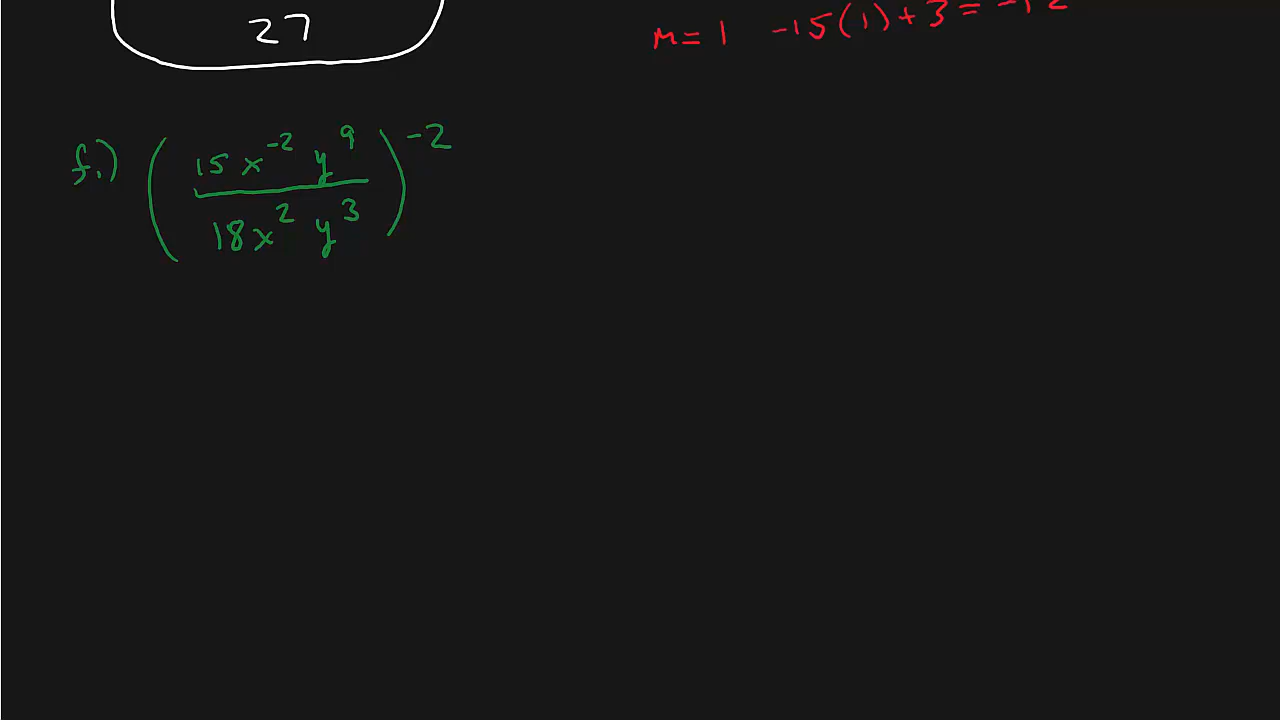 27
m = 1 -15(1) + 3 = -12
f.) (15x^-2 y^9 / 18x^2 y^3)^-2